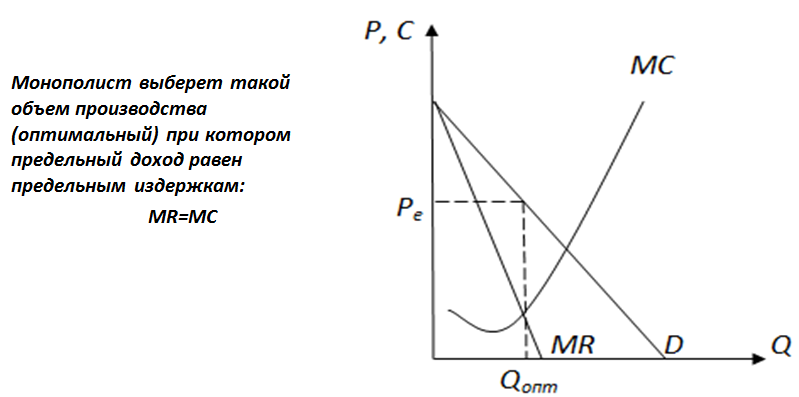 Монополист выберет такой
объем производства
(оптимальный) при котором
предельный доход равен
предельным издержкам:
MR=MC
P, C
MC
Pe
MR
D
Q
Qопт